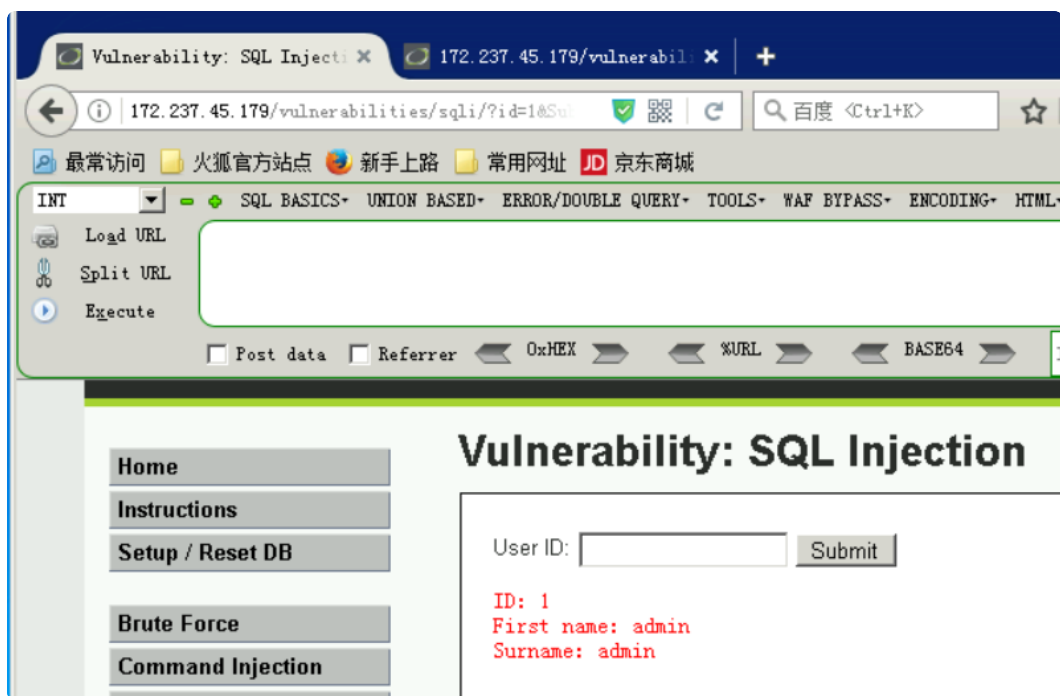 Vulnerability: SQL Injecti
172.237.45.179/vulnerabil
172.237.45.179/vulnerabilities/sqli/?id=1&Su
百度 <Ctrl+K>
最常访问 火狐官方站点 新手上路 常用网址 JD 京东商城
INT SQL BASICS UNION BASED ERROR/DOUBLE QUERY TOOLS WAF BYPASS ENCODING HTML
Load URL
Split URL
Execute
Post data Referrer 0xHEX %URL BASE64
Vulnerability: SQL Injection
Home
Instructions
Setup / Reset DB
Brute Force
Command Injection
User ID: Submit
ID: 1
First name: admin
Surname: admin